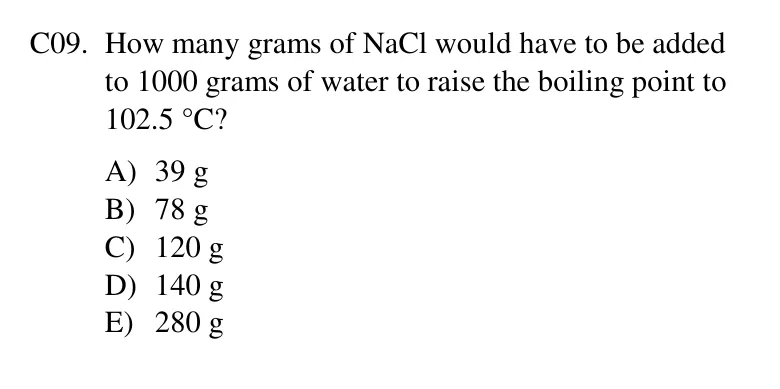 C09. How many grams of NaCl would have to be added
to 1000 grams of water to raise the boiling point to
102.5 °C?
A) 39 g
B) 78 g
C) 120 g
D) 140 g
E) 280 g